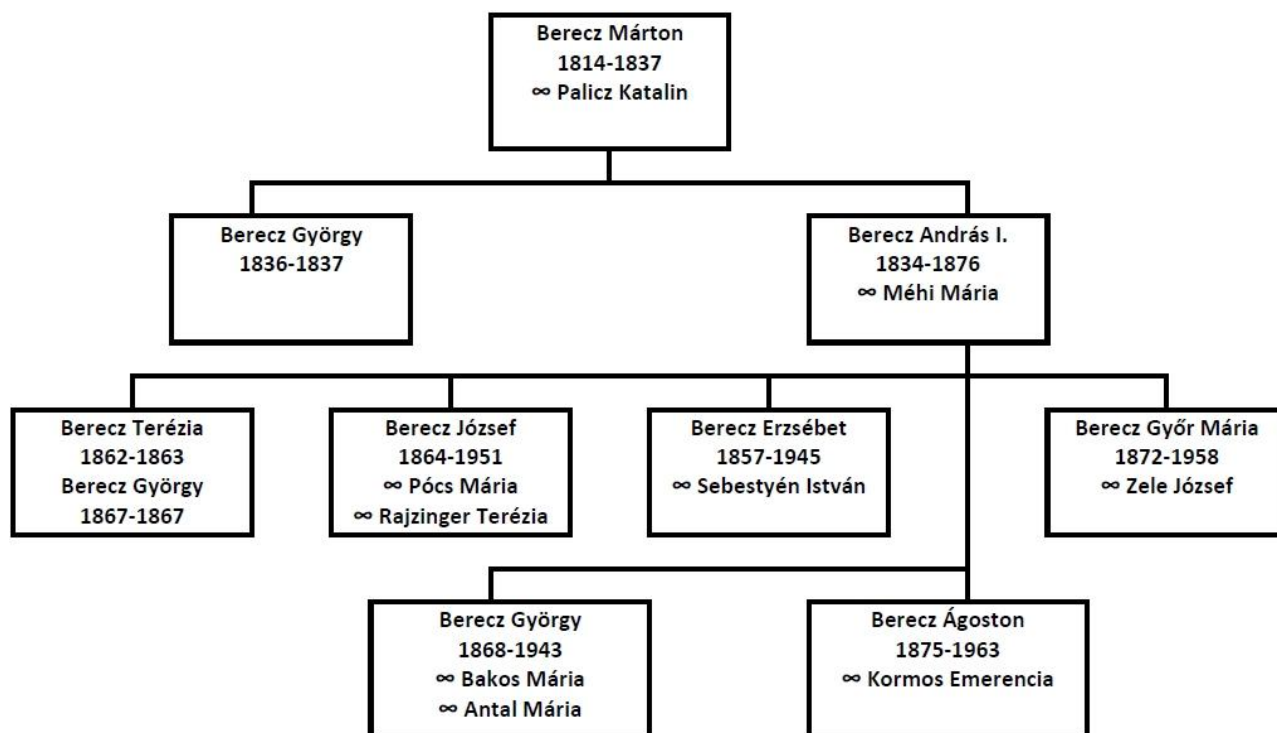 Berecz Márton
1814-1837
∞ Palicz Katalin
Berecz György
1836-1837
Berecz András I.
1834-1876
∞ Méhi Mária
Berecz Terézia
1862-1863
Berecz György
1867-1867
Berecz József
1864-1951
∞ Pócs Mária
∞ Rajzinger Terézia
Berecz Erzsébet
1857-1945
∞ Sebestyén István
Berecz Győr Mária
1872-1958
∞ Zele József
Berecz György
1868-1943
∞ Bakos Mária
∞ Antal Mária
Berecz Ágoston
1875-1963
∞ Kormos Emerencia